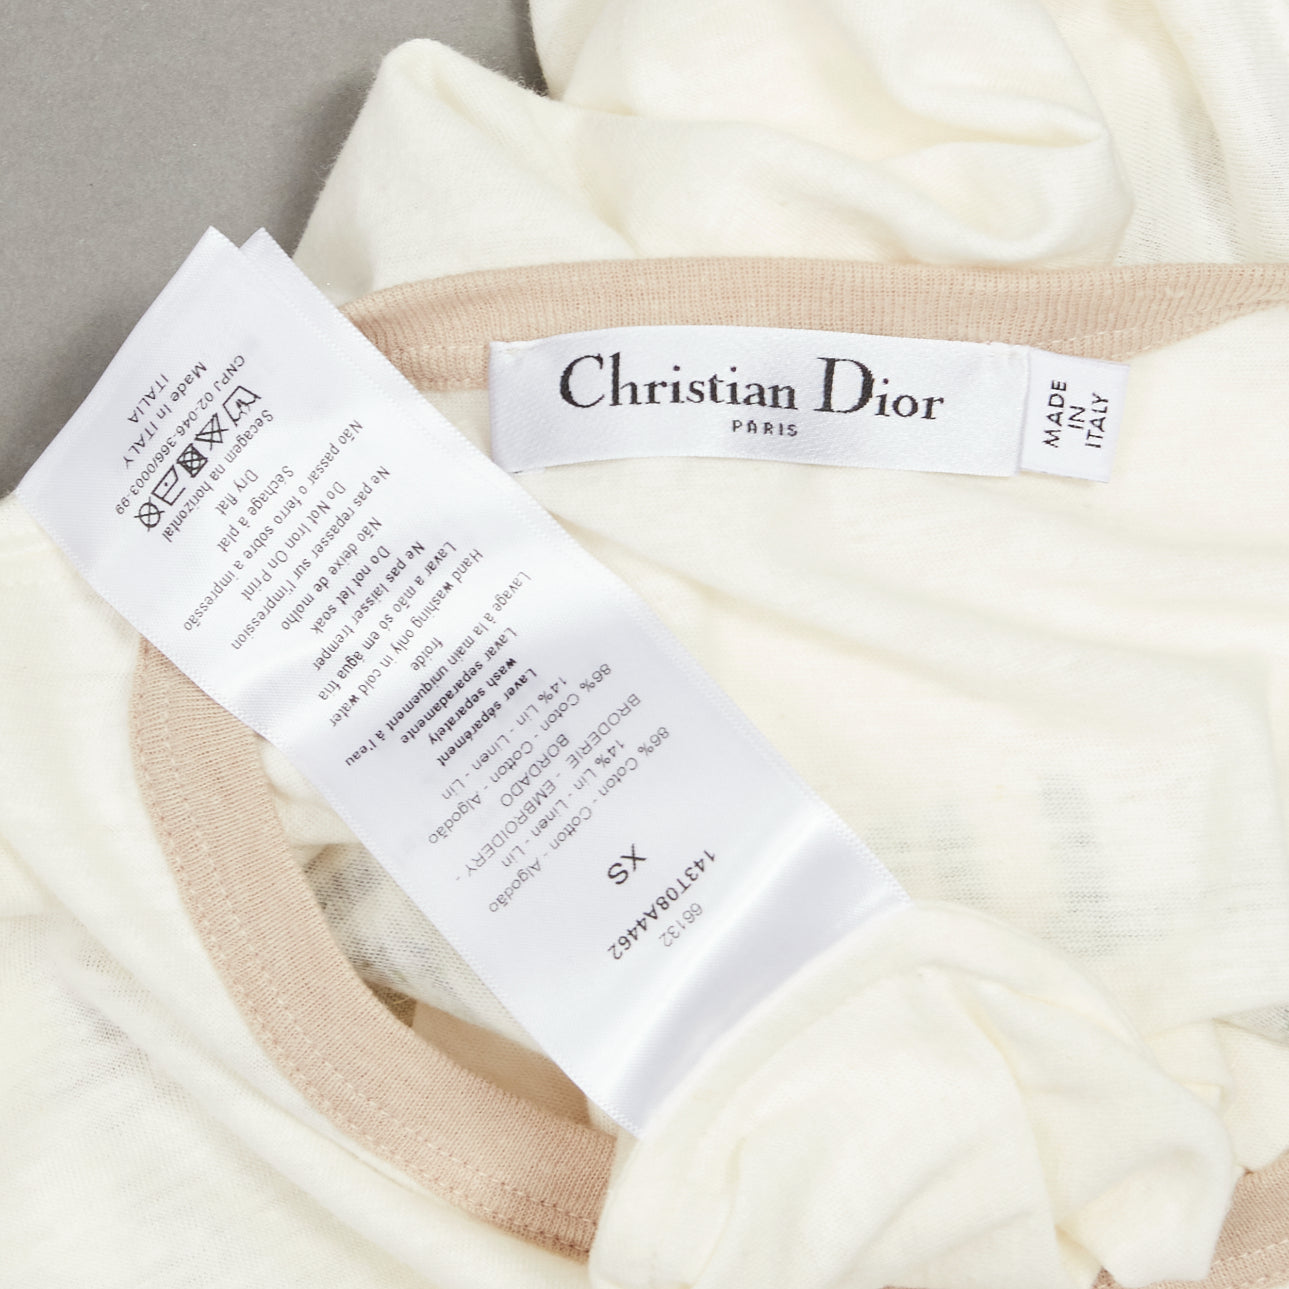 Christian Dior
PARIS
MADE
IN
ITALY
66132
143T08A4462
XS
86% Coton - Cotton - Algodão
14% Lin - Linen - Lin
BRODERIE - EMBROIDERY -
BORDADO
86% Coton - Cotton - Algodão
14% Lin - Linen - Lin
Laver séparément
wash separately
Lavar separadamente
Lavage à la main uniquement à l'eau
froide
Hand washing only in cold water
Lavar a mão só em agua fria
Ne pas laisser tremper
Do not let soak
Não deixe de molho
Ne pas repasser sur l'impression
Do Not Iron On Print
Não passar o ferro sobre a impressão
Séchage à plat
Dry flat
Secagem na horizontal
CNPJ 02-046-366/0003-99
Made in ITALY
ITALIA